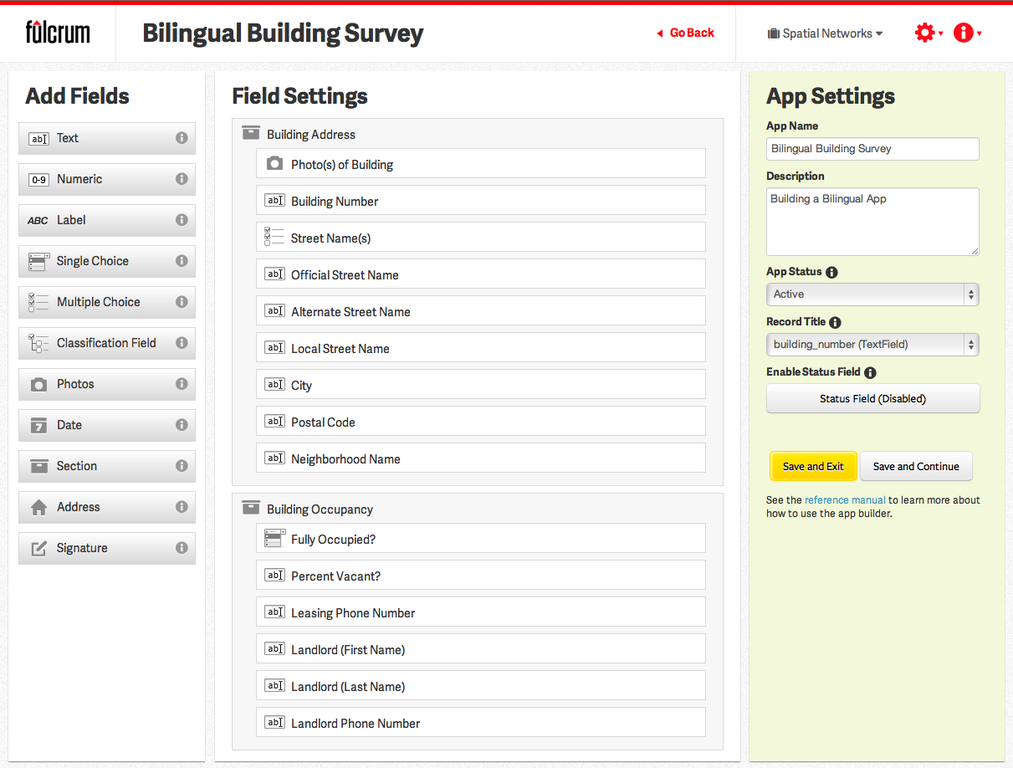 fulcrum
Bilingual Building Survey
Go Back
Spatial Networks
Add Fields
abI Text
0-9 Numeric
ABC Label
Single Choice
Multiple Choice
Classification Field
Photos
7 Date
Section
Address
Signature
Field Settings
Building Address
Photo(s) of Building
abI Building Number
Street Name(s)
abI Official Street Name
abI Alternate Street Name
abI Local Street Name
abI City
abI Postal Code
abI Neighborhood Name
Building Occupancy
Fully Occupied?
abI Percent Vacant?
abI Leasing Phone Number
abI Landlord (First Name)
abI Landlord (Last Name)
abI Landlord Phone Number
App Settings
App Name
Bilingual Building Survey
Description
Building a Bilingual App
App Status
Active
Record Title
building_number (TextField)
Enable Status Field
Status Field (Disabled)
Save and Exit
Save and Continue
See the reference manual to learn more about
how to use the app builder.